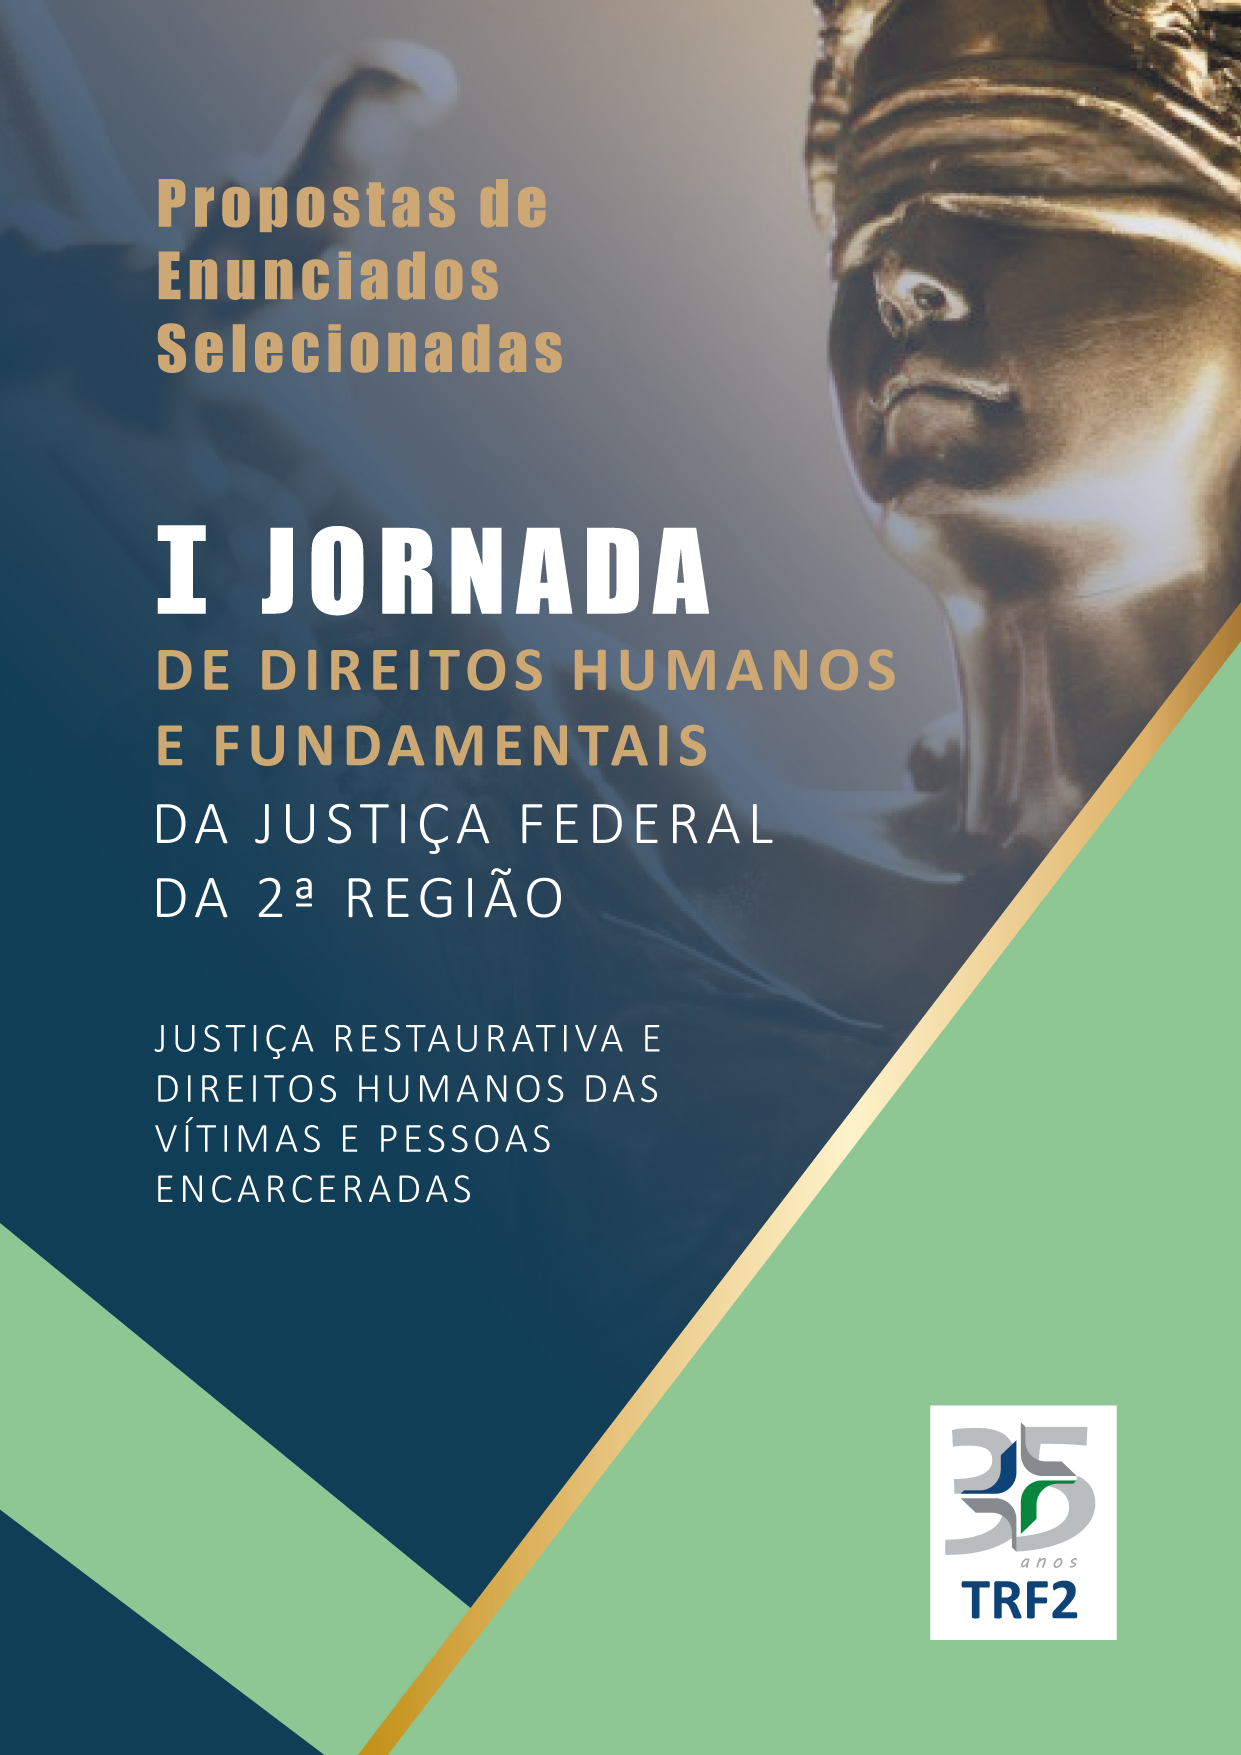 Propostas de
Enunciados
Selecionadas
I JORNADA
DE DIREITOS HUMANOS
E FUNDAMENTAIS
DA JUSTIÇA FEDERAL
DA 2ª REGIÃO
JUSTIÇA RESTAURATIVA E
DIREITOS HUMANOS DAS
VÍTIMAS E PESSOAS
ENCARCERADAS
35
anos
TRF2